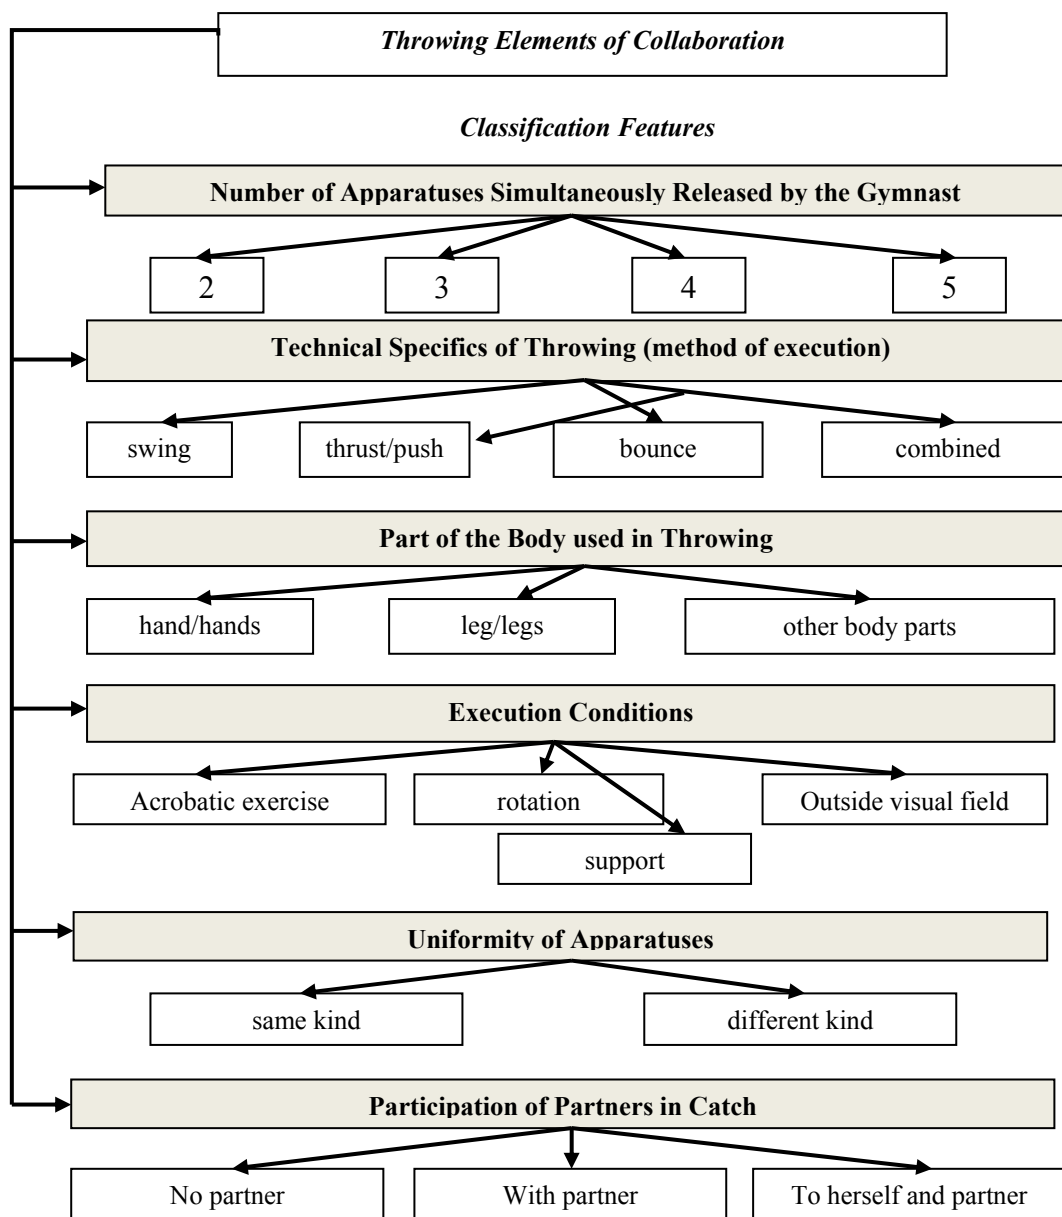 Throwing Elements of Collaboration
Classification Features
Number of Apparatuses Simultaneously Released by the Gymnast
2
3
4
5
Technical Specifics of Throwing (method of execution)
swing
thrust/push
bounce
combined
Part of the Body used in Throwing
hand/hands
leg/legs
other body parts
Execution Conditions
Acrobatic exercise
rotation
Outside visual field
support
Uniformity of Apparatuses
same kind
different kind
Participation of Partners in Catch
No partner
With partner
To herself and partner